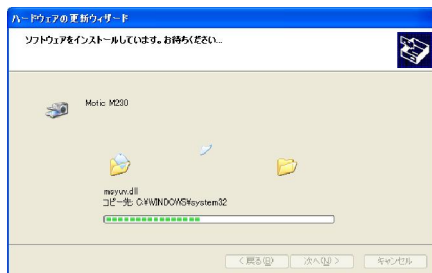 ハードウェアの更新ウィザード
ソフトウェアをインストールしています。お待ちください...
Motic M230
msyuv.dll
コピー先: C:¥WINDOWS¥system32
< 戻る(B)
次へ(N) >
キャンセル